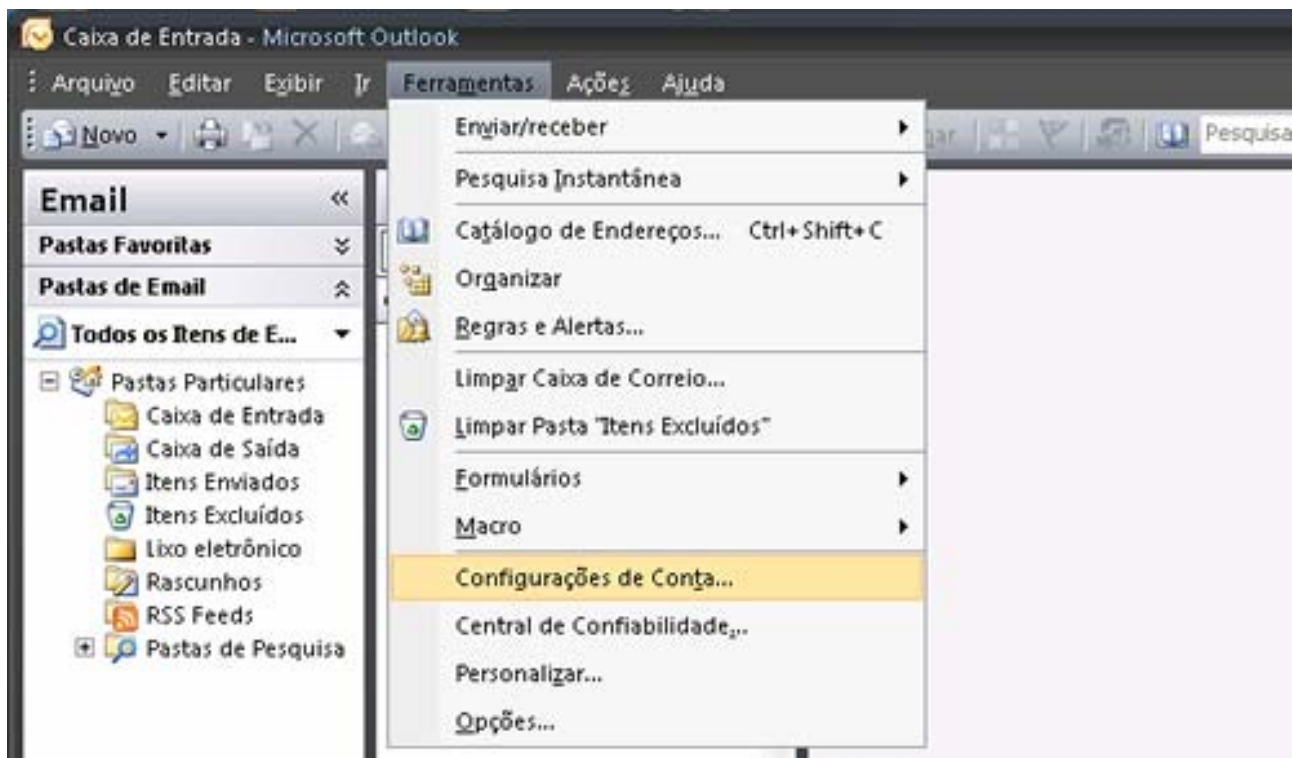 Caixa de Entrada - Microsoft Outlook
Arquivo Editar Exibir Ir Ferramentas Ações Ajuda
Novo Pesquisa
Email
Pastas Favoritas
Pastas de Email
Todos os Itens de E...
Pastas Particulares
Caixa de Entrada
Caixa de Saída
Itens Enviados
Itens Excluídos
Lixo eletrônico
Rascunhos
RSS Feeds
Pastas de Pesquisa
Enviar/receber
Pesquisa Instantânea
Catálogo de Endereços... Ctrl+Shift+C
Organizar
Regras e Alertas...
Limpar Caixa de Correio...
Limpar Pasta "Itens Excluídos"
Formulários
Macro
Configurações de Conta...
Central de Confiabilidade...
Personalizar...
Opções...